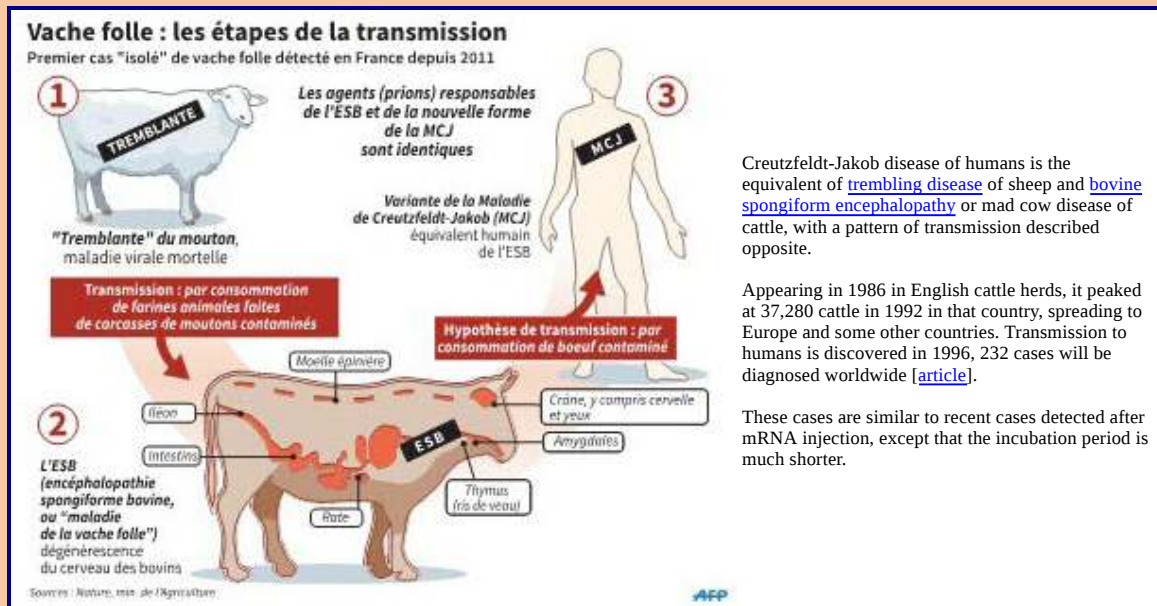 Vache folle : les étapes de la transmission
Premier cas "isolé" de vache folle détecté en France depuis 2011
1
TREMBLANTE
"Tremblante" du mouton,
maladie virale mortelle
Les agents (prions) responsables
de l'ESB et de la nouvelle forme
de la MCJ
sont identiques
3
MCJ
Variante de la Maladie
de Creutzfeldt-Jakob (MCJ)
équivalent humain
de l'ESB
Transmission : par consommation
de farines animales faites
de carcasses de moutons contaminés
Hypothèse de transmission : par
consommation de boeuf contaminé
2
L'ESB
(encéphalopathie
spongiforme bovine,
ou "maladie
de la vache folle")
dégénérescence
du cerveau des bovins
Moelle épinière
Iléon
Intestins
ESB
Crâne, y compris cervelle
et yeux
Amygdales
Thymus
(ris de veau)
Rate
Sources : Nature, min. de l'Agriculture
AFP
Creutzfeldt-Jakob disease of humans is the
equivalent of trembling disease of sheep and bovine
spongiform encephalopathy or mad cow disease of
cattle, with a pattern of transmission described
opposite.
Appearing in 1986 in English cattle herds, it peaked
at 37,280 cattle in 1992 in that country, spreading to
Europe and some other countries. Transmission to
humans is discovered in 1996, 232 cases will be
diagnosed worldwide [article].
These cases are similar to recent cases detected after
mRNA injection, except that the incubation period is
much shorter.